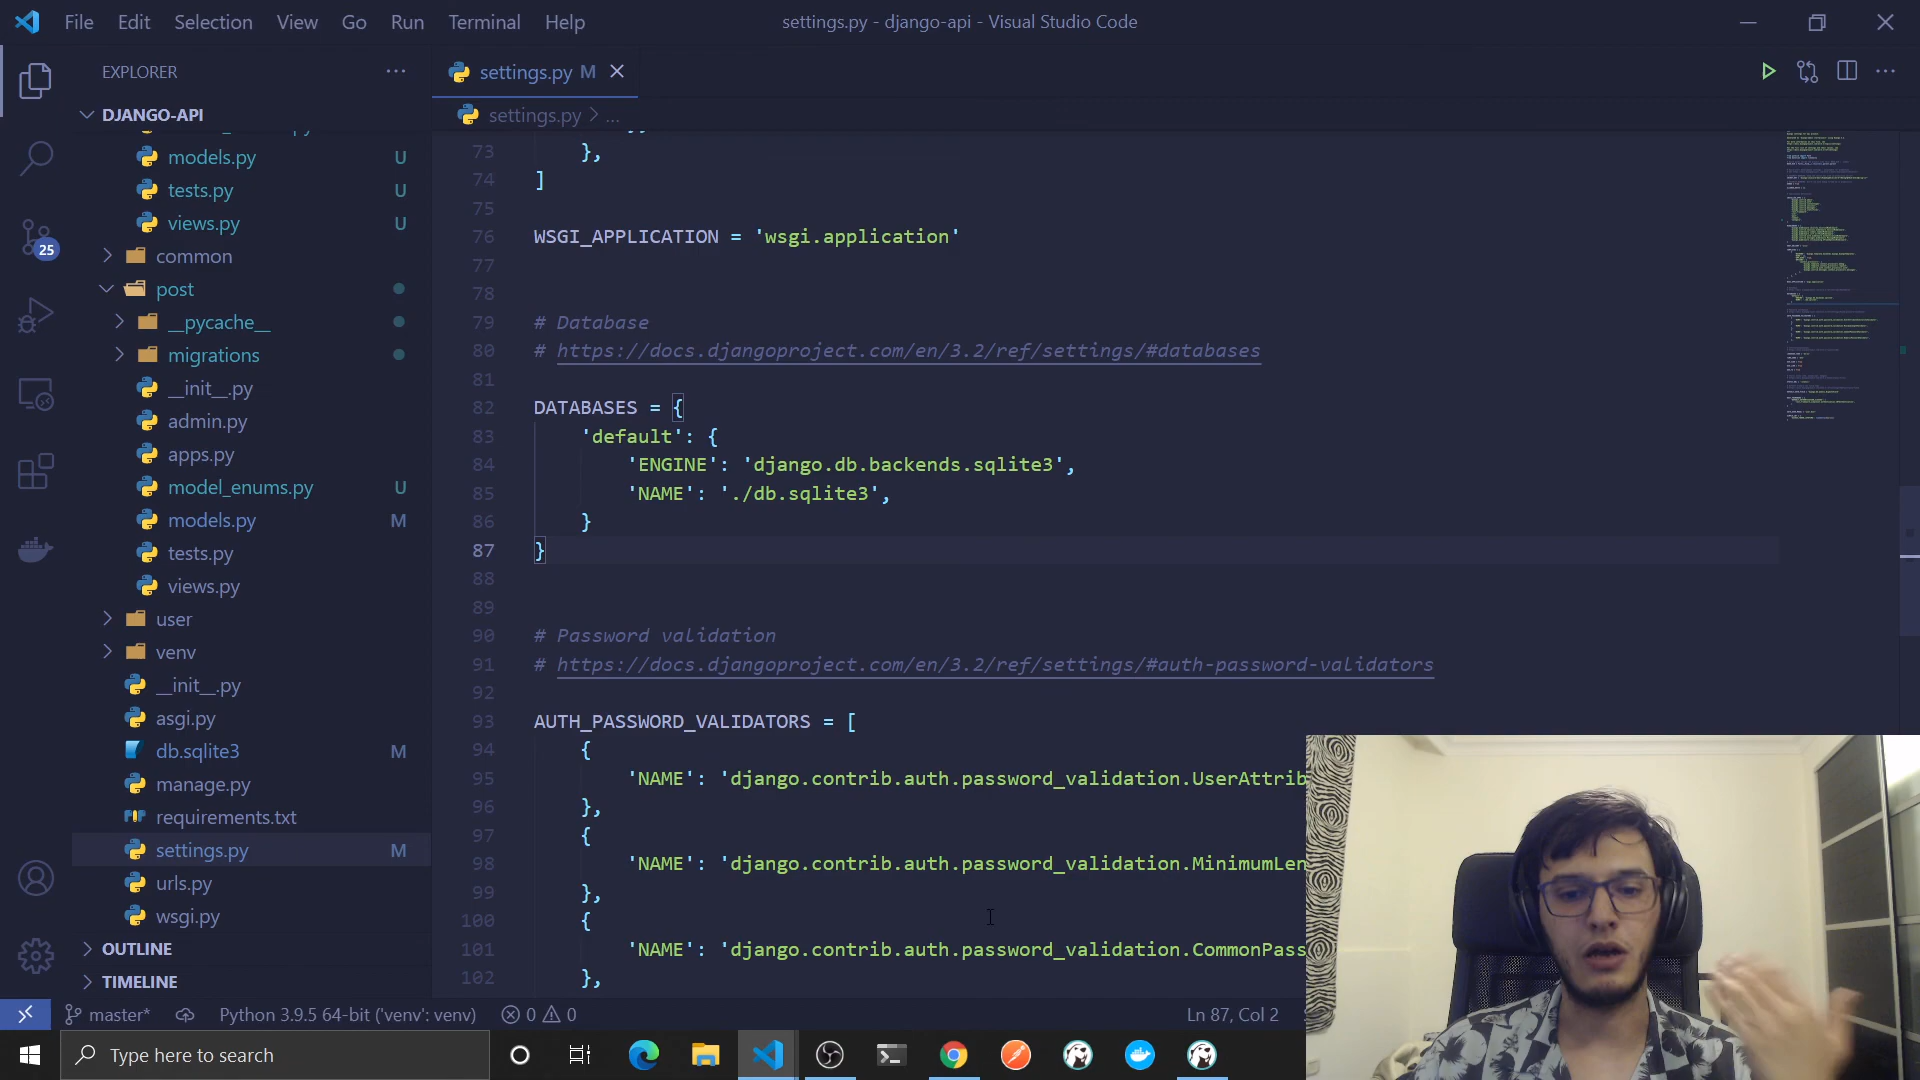 File Edit Selection View Go Run Terminal Help
settings.py - django-api - Visual Studio Code
EXPLORER
DJANGO-API
models.py U
tests.py U
views.py U
common
post
__pycache__
migrations
__init__.py
admin.py
apps.py
model_enums.py U
models.py M
tests.py
views.py
user
venv
__init__.py
asgi.py
db.sqlite3 M
manage.py
requirements.txt
settings.py M
urls.py
wsgi.py
OUTLINE
TIMELINE
25
settings.py M
settings.py > ...
73 },
74 ]
75
76 WSGI_APPLICATION = 'wsgi.application'
77
78
79 # Database
80 # https://docs.djangoproject.com/en/3.2/ref/settings/#databases
81
82 DATABASES = {
83 'default': {
84 'ENGINE': 'django.db.backends.sqlite3',
85 'NAME': './db.sqlite3',
86 }
87 }
88
89
90 # Password validation
91 # https://docs.djangoproject.com/en/3.2/ref/settings/#auth-password-validators
92
93 AUTH_PASSWORD_VALIDATORS = [
94 {
95 'NAME': 'django.contrib.auth.password_validation.UserAttrib
96 },
97 {
98 'NAME': 'django.contrib.auth.password_validation.MinimumLen
99 },
100 {
101 'NAME': 'django.contrib.auth.password_validation.CommonPass
102 },
master* Python 3.9.5 64-bit ('venv': venv) 0 0 Ln 87, Col 2
Type here to search